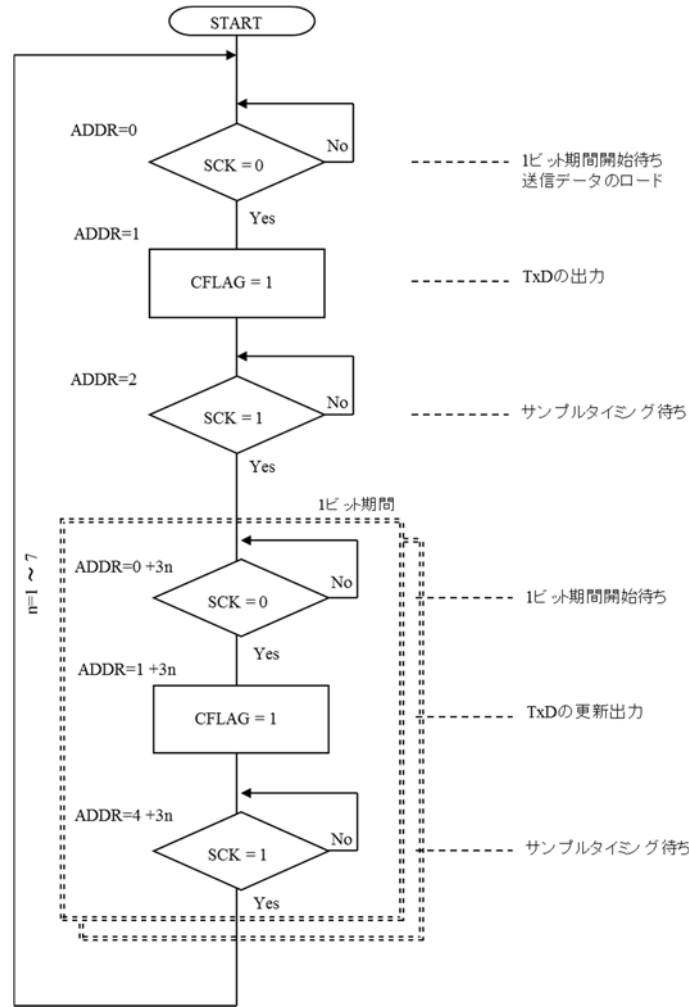 START
ADDR=0
No
SCK = 0
1ビット期間開始待ち
送信データのロード
Yes
ADDR=1
CFLAG = 1
TxDの出力
ADDR=2
No
SCK = 1
サンプルタイミング待ち
Yes
1ビット期間
n=1 ~ 7
ADDR=0 +3n
No
SCK = 0
1ビット期間開始待ち
Yes
ADDR=1 +3n
CFLAG = 1
TxDの更新出力
ADDR=4 +3n
No
SCK = 1
サンプルタイミング待ち
Yes